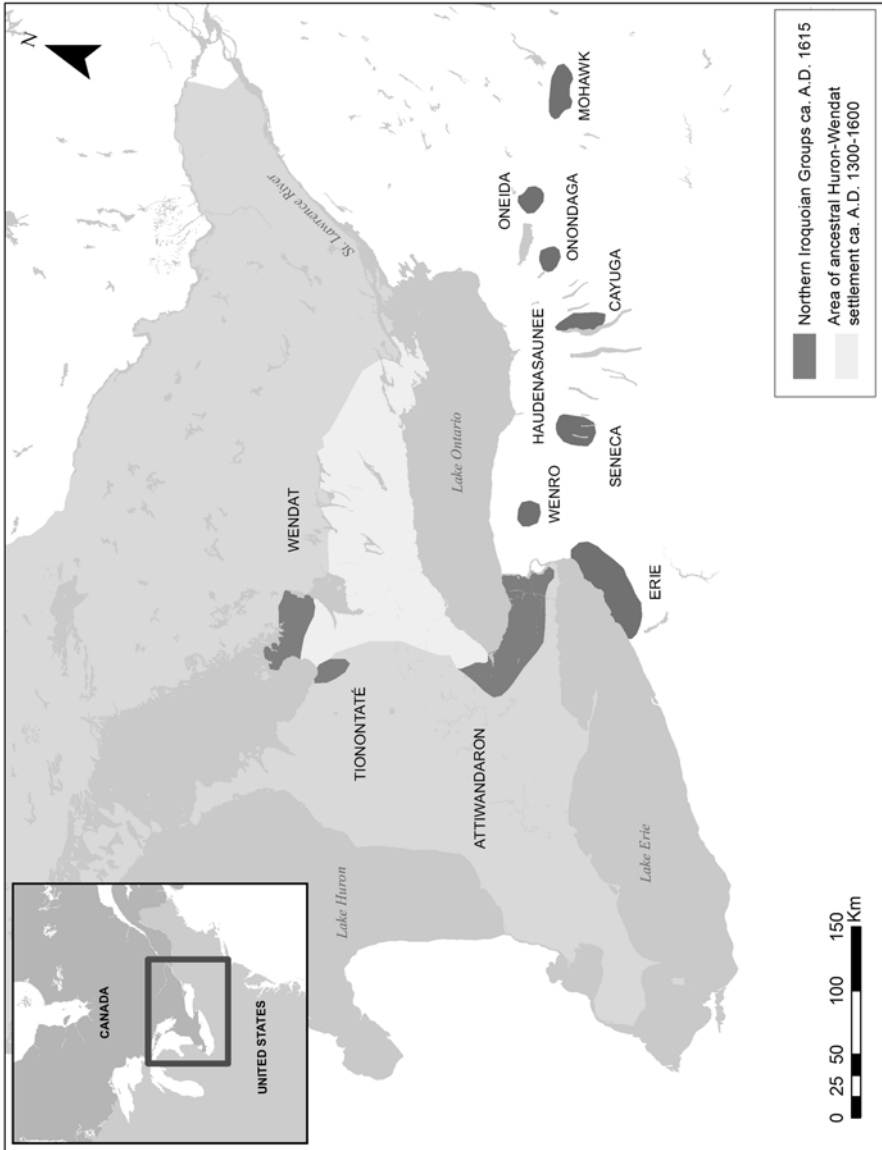 N
CANADA
UNITED STATES
St. Lawrence River
WENDAT
TIONONTATÉ
ATTIWANDARON
Lake Huron
Lake Ontario
Lake Erie
ONEIDA
MOHAWK
ONONDAGA
HAUDENASAUNEE
CAYUGA
SENECA
WENRO
ERIE
0 25 50 100 150
Km
Northern Iroquoian Groups ca. A.D. 1615
Area of ancestral Huron-Wendat
settlement ca. A.D. 1300-1600